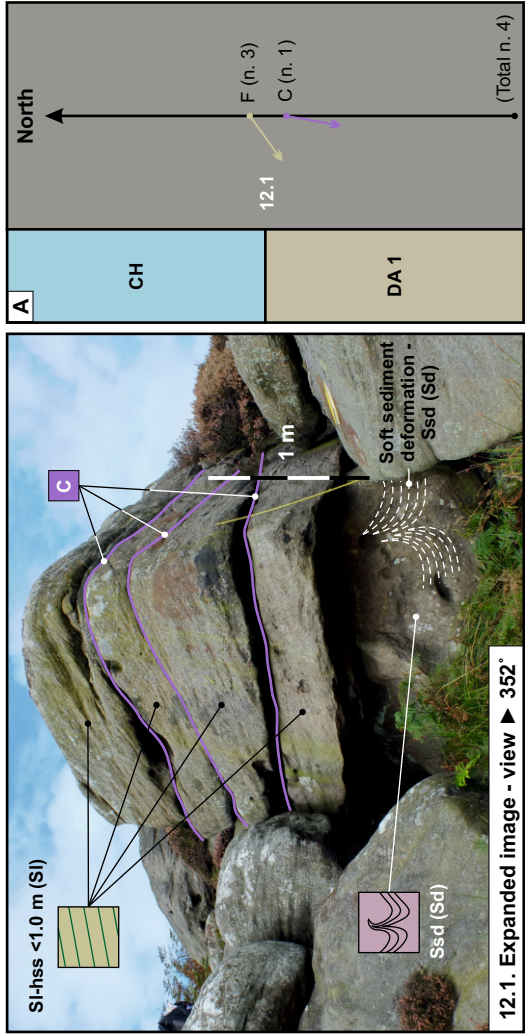 Sl-hss <1.0 m (Sl)
C
1 m
Soft sediment
deformation -
Ssd (Sd)
Ssd (Sd)
12.1. Expanded image - view ► 352°
A
CH
DA 1
North
F (n. 3)
C (n. 1)
12.1
(Total n. 4)